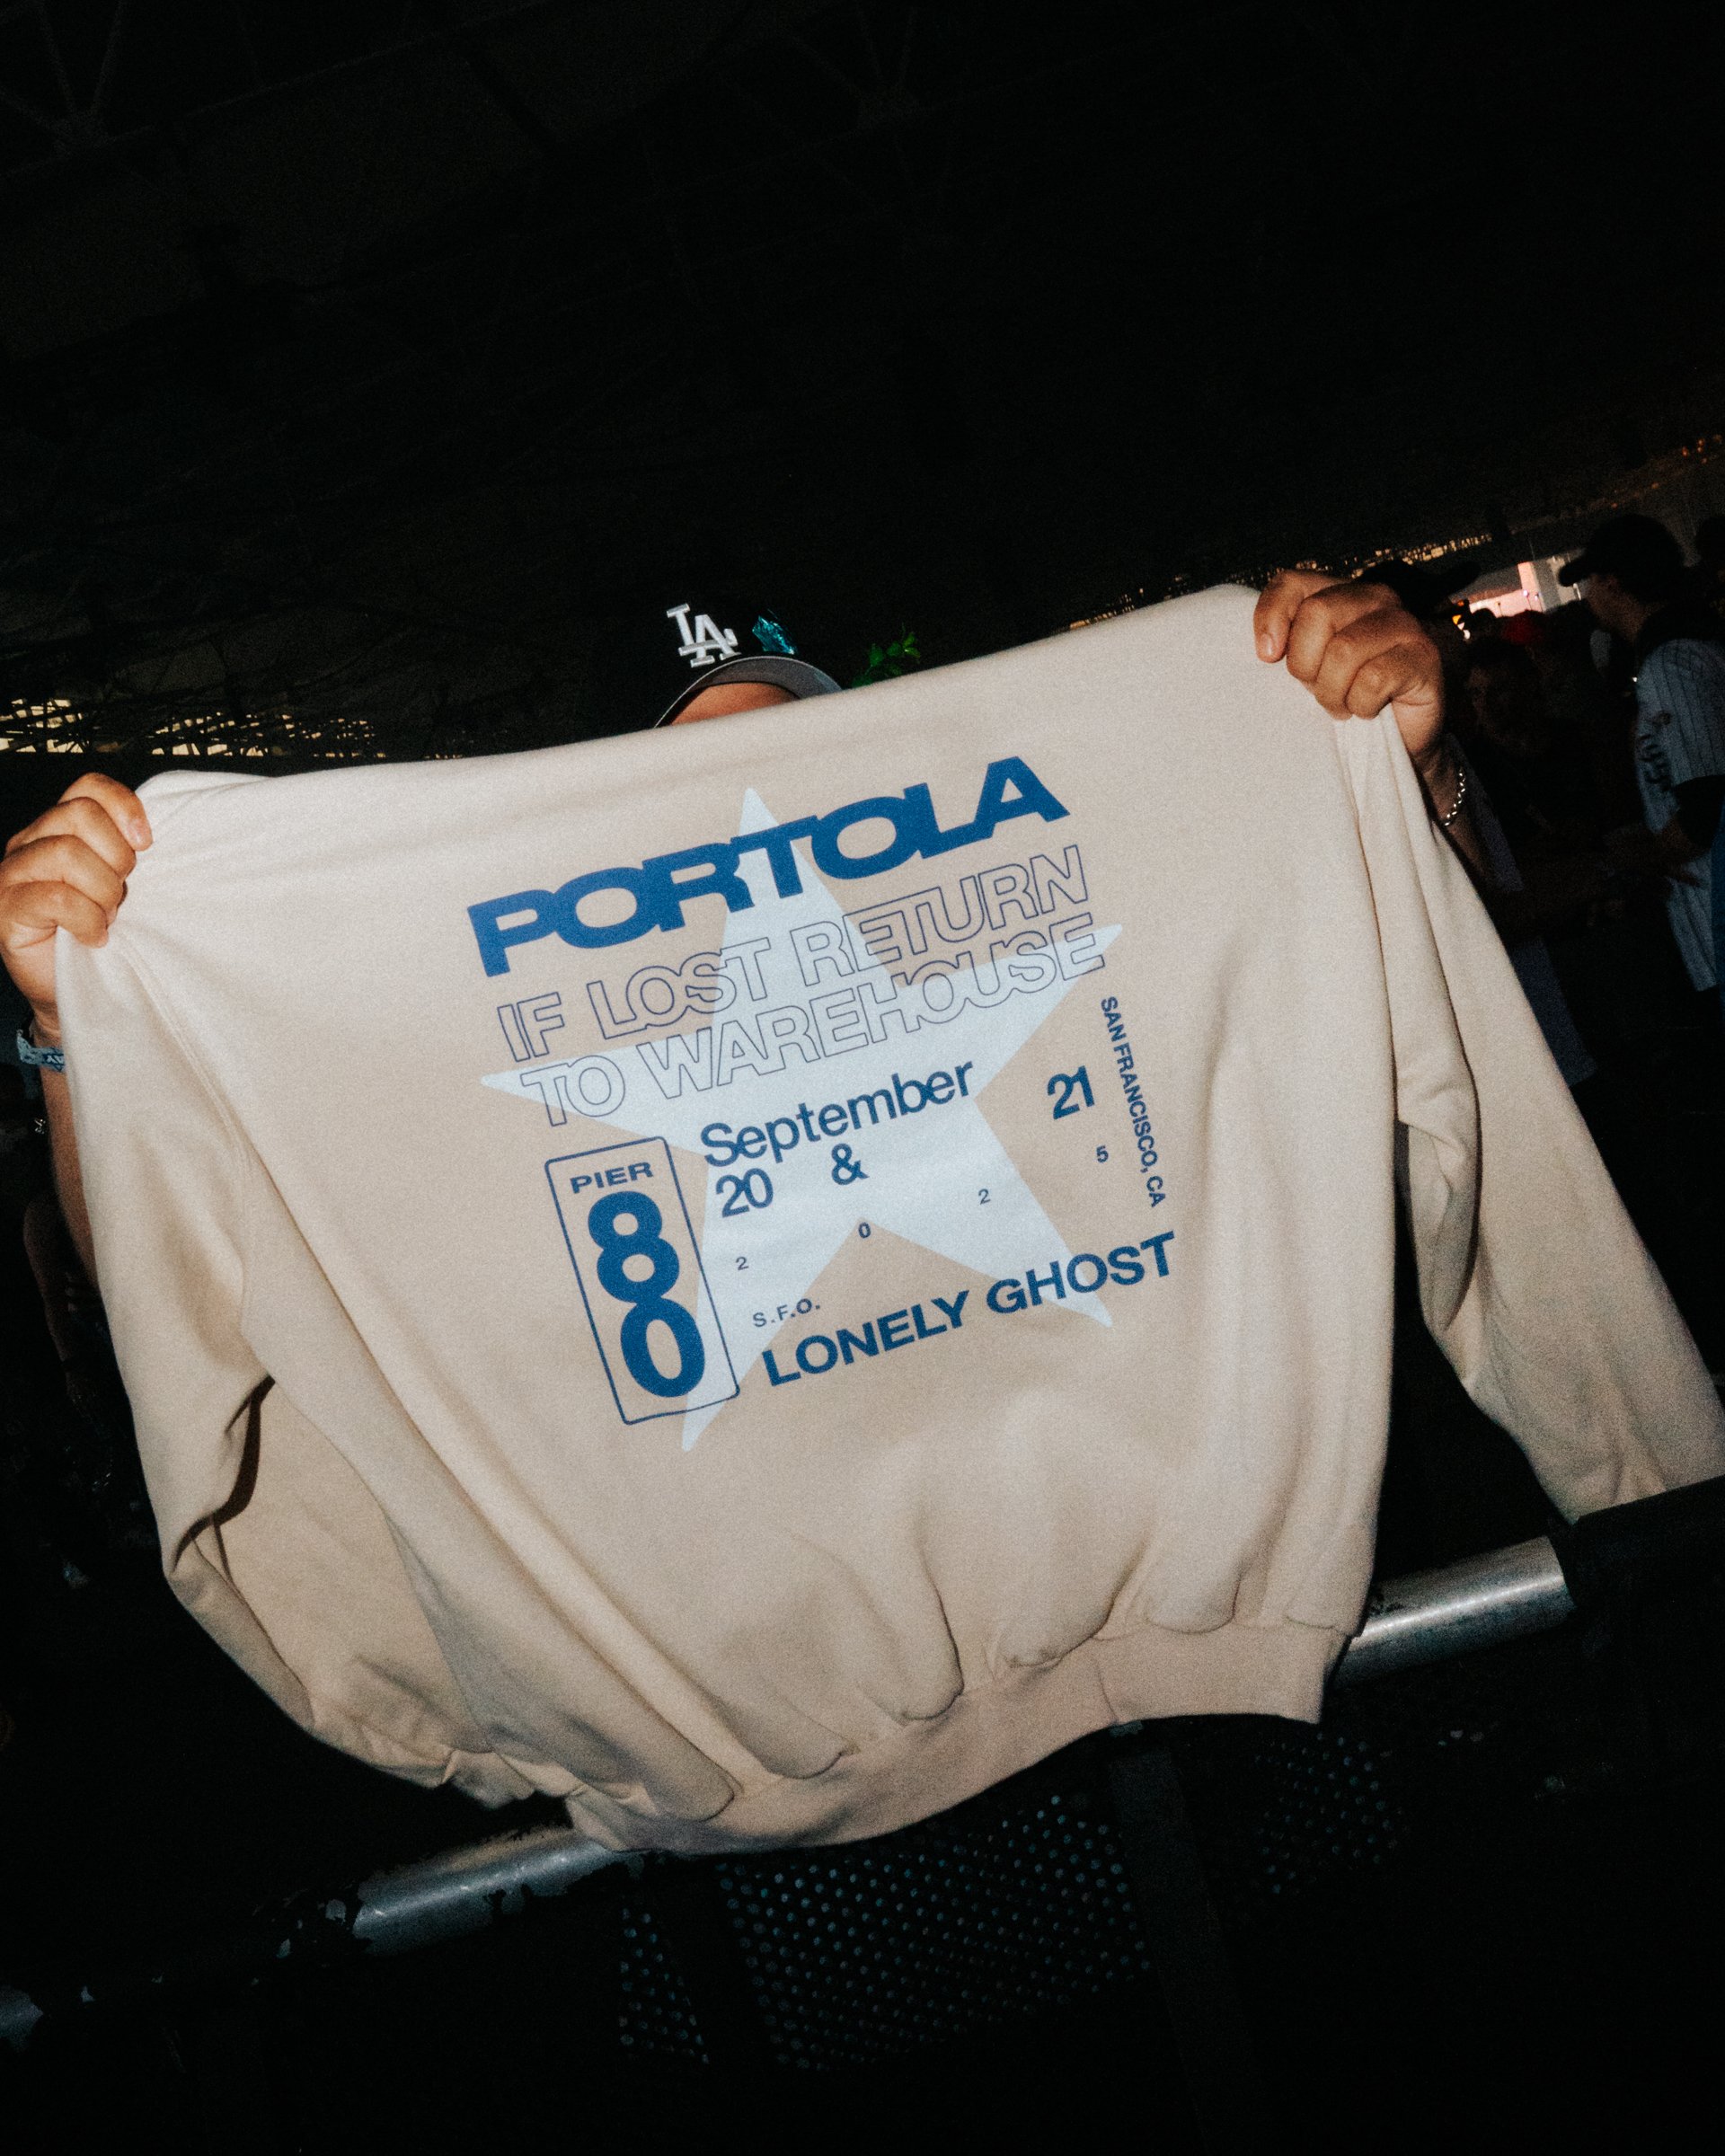 LA
PORTOLA
IF LOST RETURN
TO WAREHOUSE
September
20 & 21
2 0 2 5
SAN FRANCISCO, CA
PIER
80
S.F.O.
LONELY GHOST